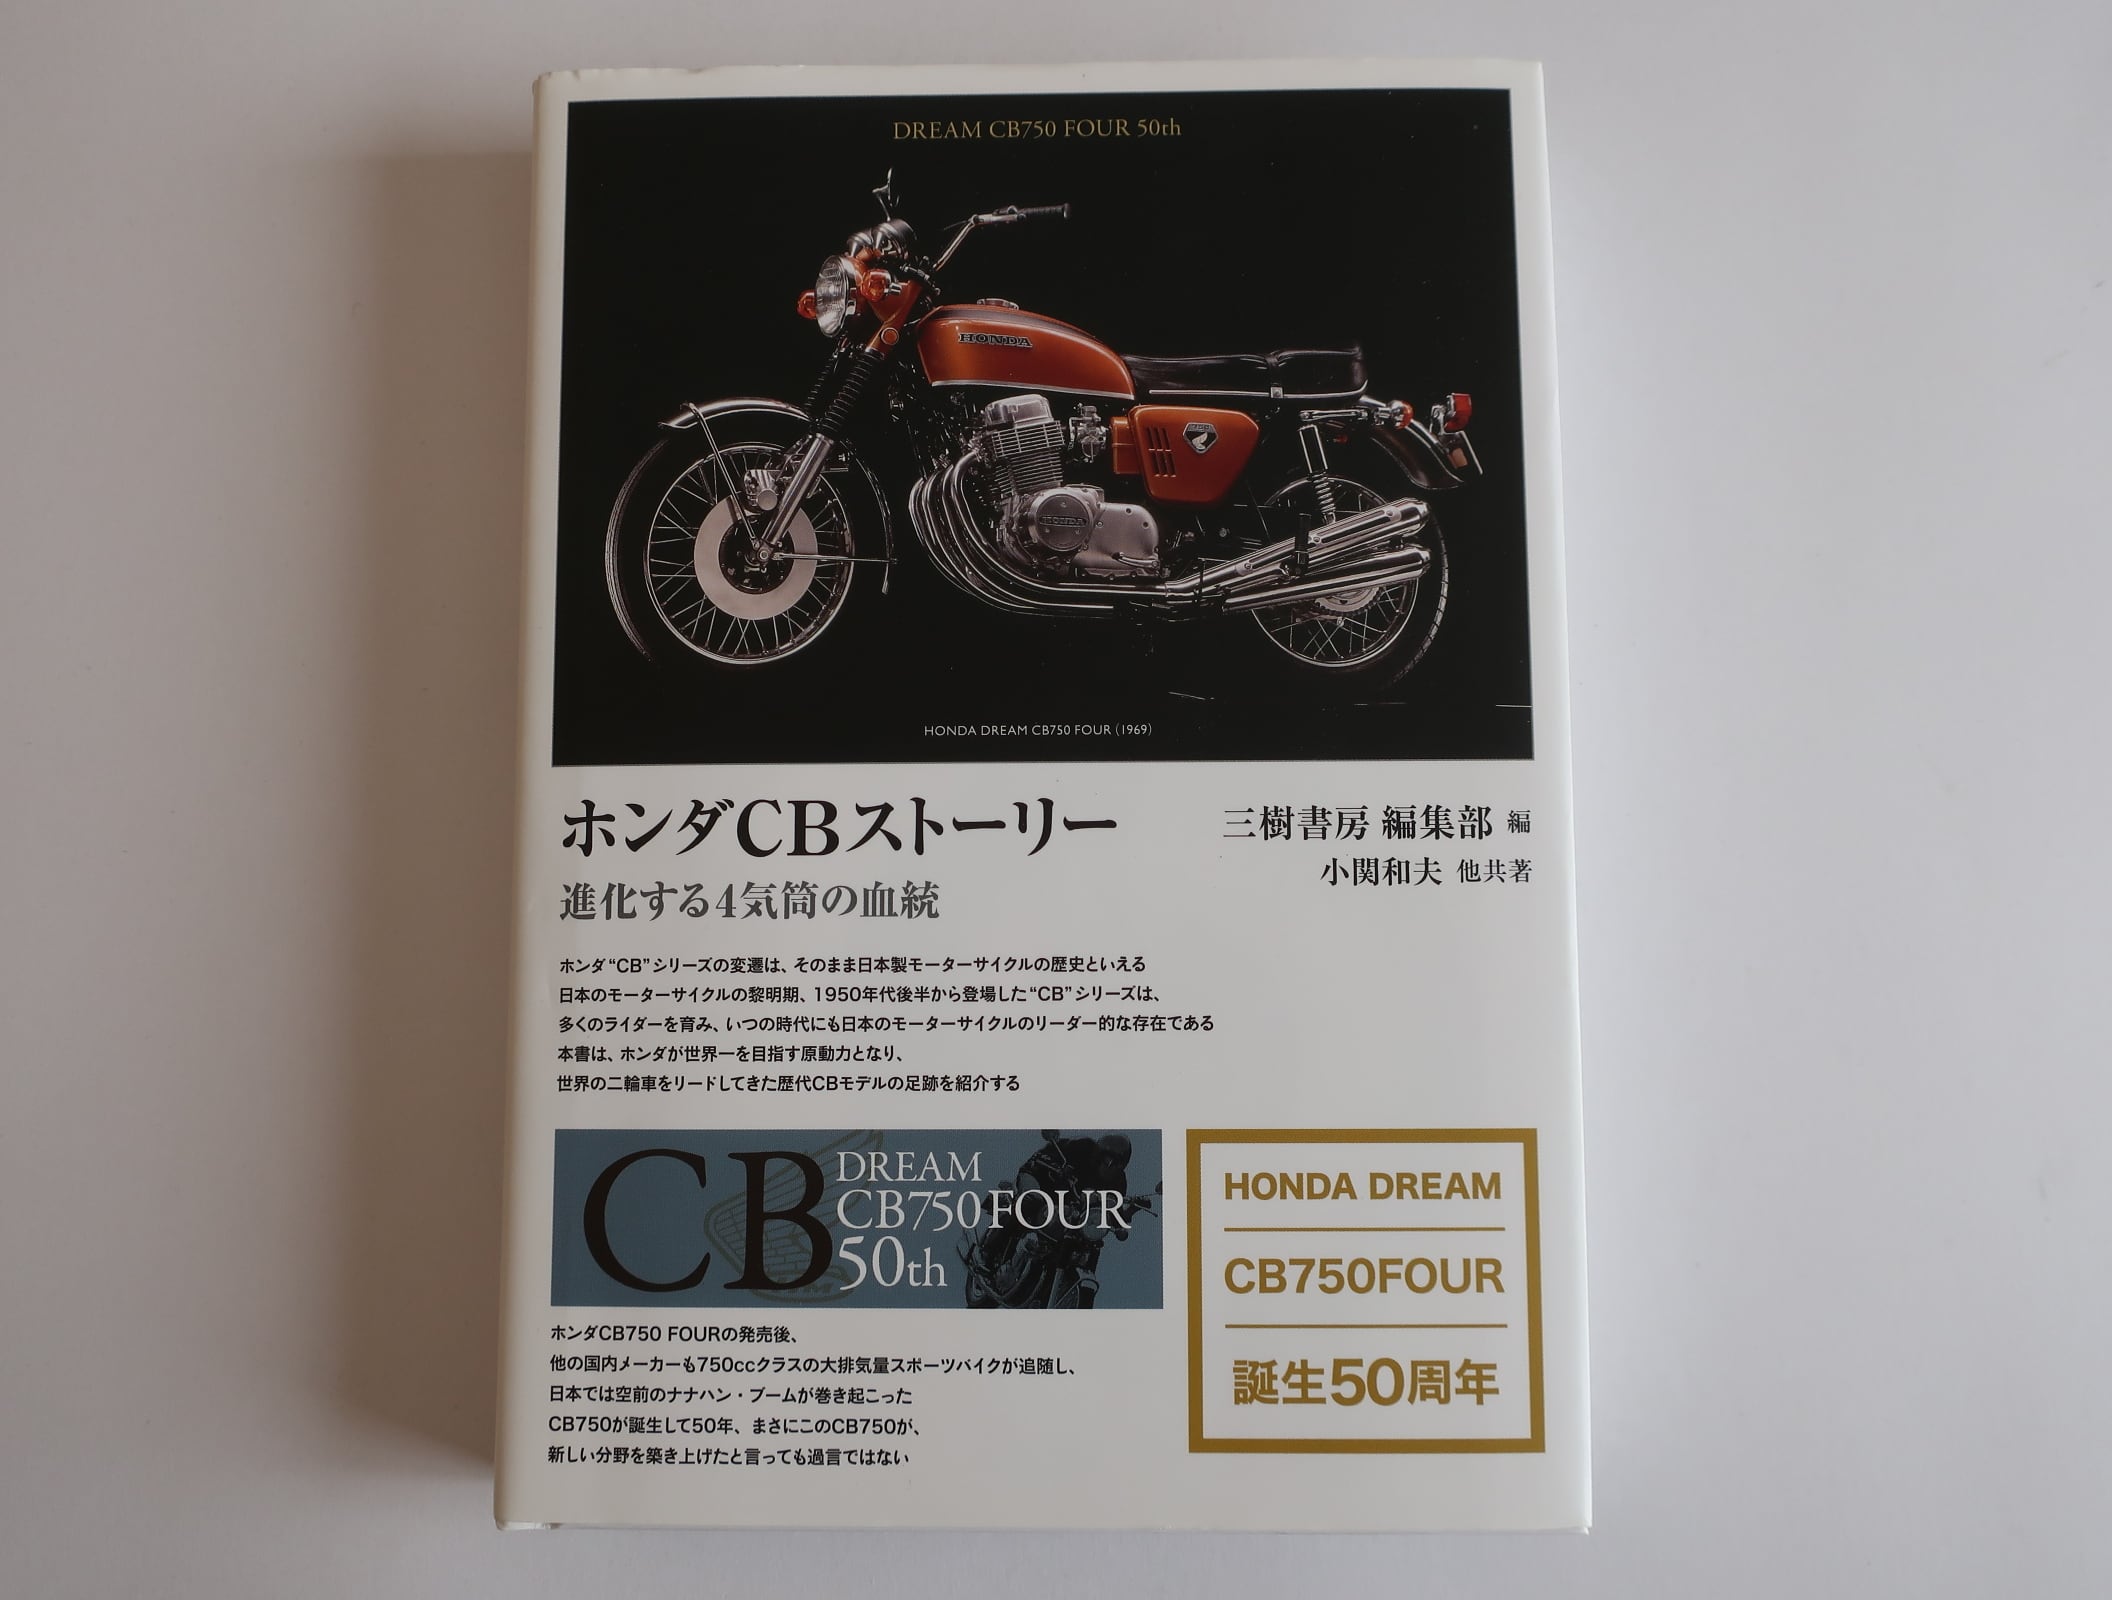 DREAM CB750 FOUR 50th
HONDA
HONDA
HONDA DREAM CB750 FOUR (1969)
ホンダCBストーリー
進化する4気筒の血統
三樹書房 編集部 編
小関和夫 他共著
ホンダ“CB”シリーズの変遷は、そのまま日本製モーターサイクルの歴史といえる
日本のモーターサイクルの黎明期、1950年代後半から登場した“CB”シリーズは、
多くのライダーを育み、いつの時代にも日本のモーターサイクルのリーダー的な存在である
本書は、ホンダが世界一を目指す原動力となり、
世界の二輪車をリードしてきた歴代CBモデルの足跡を紹介する
CB
DREAM
CB750FOUR
50th
HONDA DREAM
CB750FOUR
誕生50周年
ホンダCB750 FOURの発売後、
他の国内メーカーも750ccクラスの大排気量スポーツバイクが追随し、
日本では空前のナナハン・ブームが巻き起こった
CB750が誕生して50年、まさにこのCB750が、
新しい分野を築き上げたと言っても過言ではない